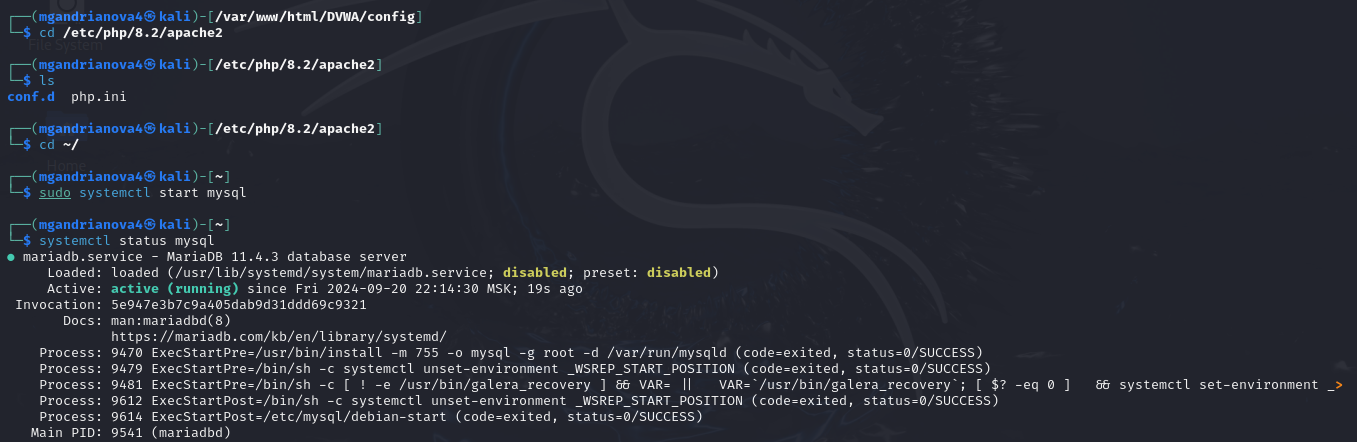 ┌──(mgandrianova4㉿kali)-[/var/www/html/DVWA/config]
└─$ cd /etc/php/8.2/apache2
File System
┌──(mgandrianova4㉿kali)-[/etc/php/8.2/apache2]
└─$ ls
conf.d  php.ini
┌──(mgandrianova4㉿kali)-[/etc/php/8.2/apache2]
└─$ cd ~/
Home
┌──(mgandrianova4㉿kali)-[~]
└─$ sudo systemctl start mysql
┌──(mgandrianova4㉿kali)-[~]
└─$ systemctl status mysql
● mariadb.service - MariaDB 11.4.3 database server
     Loaded: loaded (/usr/lib/systemd/system/mariadb.service; disabled; preset: disabled)
     Active: active (running) since Fri 2024-09-20 22:14:30 MSK; 19s ago
 Invocation: 5e947e3b7c9a405dab9d31ddd69c9321
       Docs: man:mariadbd(8)
             https://mariadb.com/kb/en/library/systemd/
    Process: 9470 ExecStartPre=/usr/bin/install -m 755 -o mysql -g root -d /var/run/mysqld (code=exited, status=0/SUCCESS)
    Process: 9479 ExecStartPre=/bin/sh -c systemctl unset-environment _WSREP_START_POSITION (code=exited, status=0/SUCCESS)
    Process: 9481 ExecStartPre=/bin/sh -c [ ! -e /usr/bin/galera_recovery ] && VAR= ||   VAR=`/usr/bin/galera_recovery`; [ $? -eq 0 ]   && systemctl set-environment _>
    Process: 9612 ExecStartPost=/bin/sh -c systemctl unset-environment _WSREP_START_POSITION (code=exited, status=0/SUCCESS)
    Process: 9614 ExecStartPost=/etc/mysql/debian-start (code=exited, status=0/SUCCESS)
   Main PID: 9541 (mariadbd)